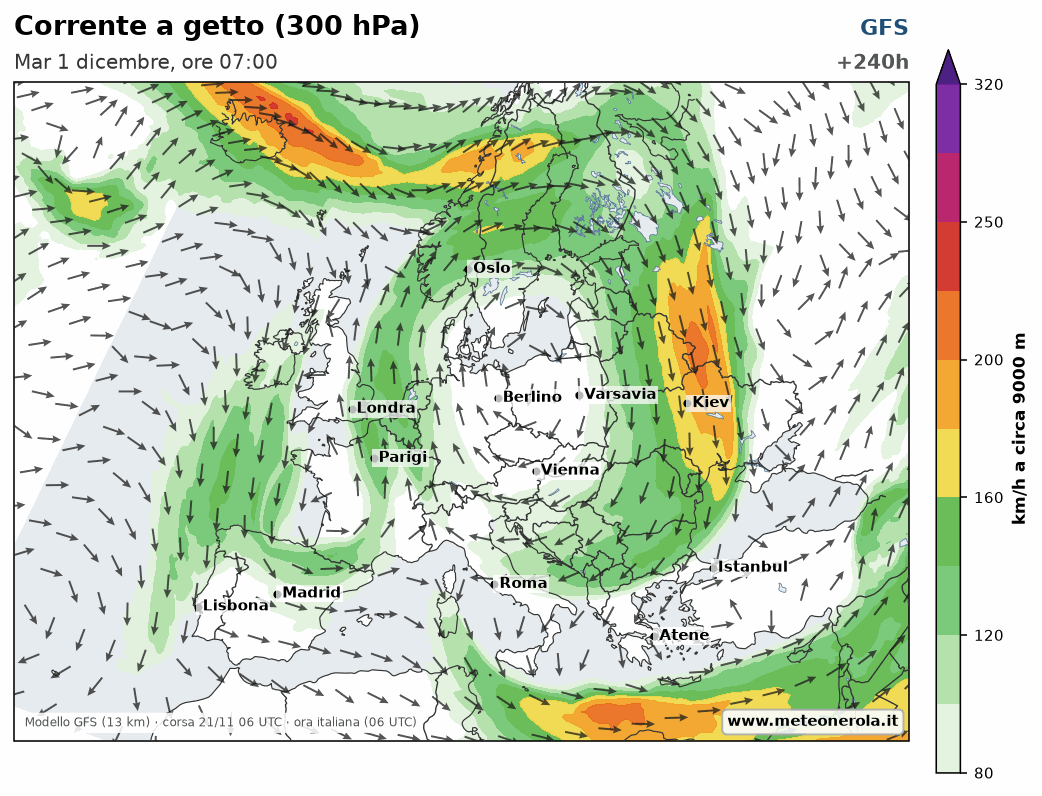 Corrente a getto (300 hPa)
GFS
Mar 1 dicembre, ore 07:00
+240h
320
250
200
160
120
80
km/h a circa 9000 m
Oslo
Berlino
Varsavia
Kiev
Londra
Parigi
Vienna
Istanbul
Roma
Madrid
Lisbona
Atene
Modello GFS (13 km) · corsa 21/11 06 UTC · ora italiana (06 UTC)
www.meteonerola.it